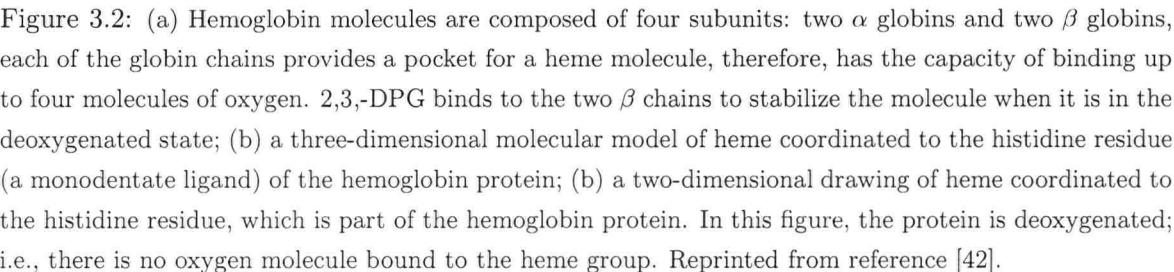 Figure 3.2: (a) Hemoglobin molecules are composed of four subunits: two α globins and two β globins,
each of the globin chains provides a pocket for a heme molecule, therefore, has the capacity of binding up
to four molecules of oxygen. 2,3,-DPG binds to the two β chains to stabilize the molecule when it is in the
deoxygenated state; (b) a three-dimensional molecular model of heme coordinated to the histidine residue
(a monodentate ligand) of the hemoglobin protein; (b) a two-dimensional drawing of heme coordinated to
the histidine residue, which is part of the hemoglobin protein. In this figure, the protein is deoxygenated;
i.e., there is no oxygen molecule bound to the heme group. Reprinted from reference [42].